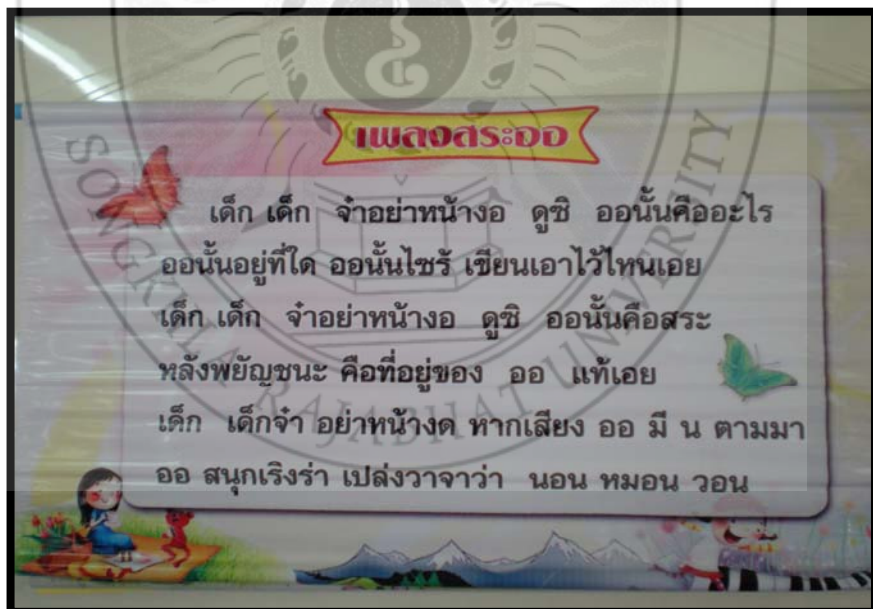 เพลงสระออ
เด็ก เด็ก จ๋าอย่าหน้างอ ดูซิ ออนั้นคืออะไร
ออนั้นอยู่ที่ใด ออนั้นไซร้ เขียนเอาไว้ไหนเอย
เด็ก เด็ก จ๋าอย่าหน้างอ ดูซิ ออนั้นคือสระ
หลังพยัญชนะ คือที่อยู่ของ ออ แท้เอย
เด็ก เด็กจ๋า อย่าหน้างด หากเสียง ออ มี น ตามมา
ออ สนุกเริงร่า เปล่งวาจาว่า นอน หมอน วอน
SONGKHLA RAJABHAT UNIVERSITY